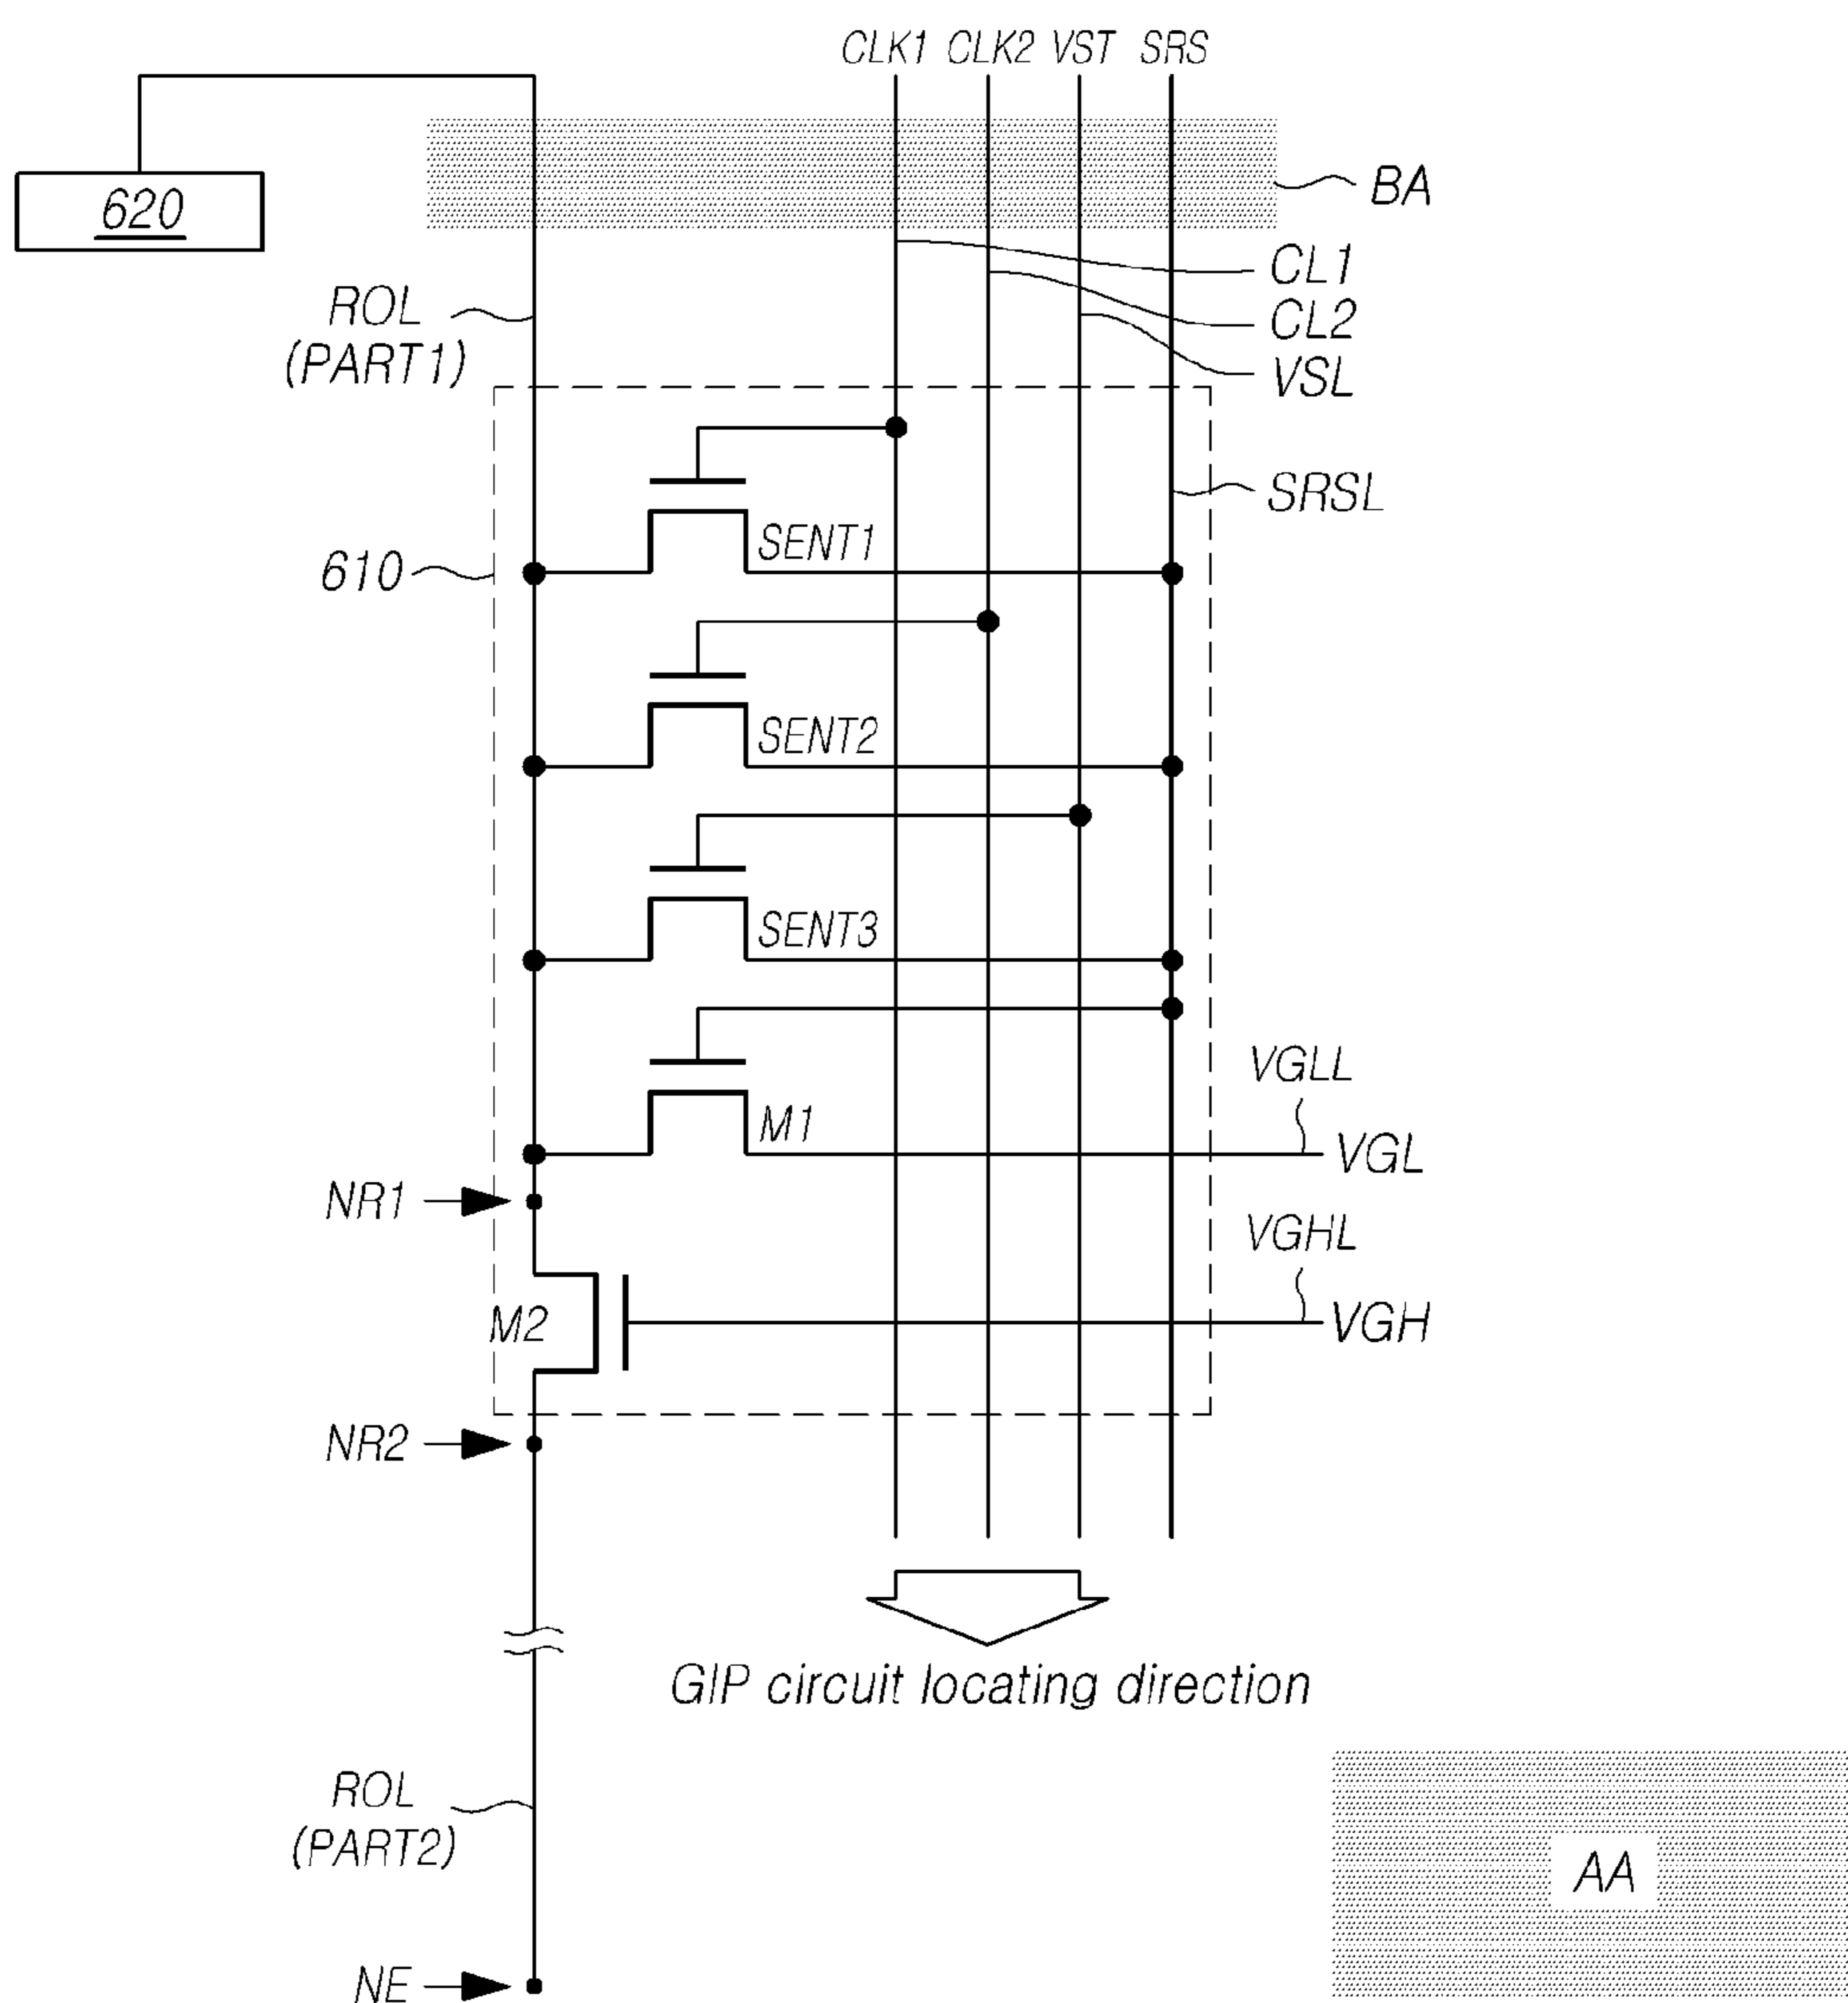 CLK1 CLK2 VST SRS
620
BA
CL1
ROL
(PART1)
CL2
VSL
SRSL
SENT1
610
SENT2
SENT3
VGLL
M1
VGL
NR1
VGHL
M2
VGH
NR2
GIP circuit locating direction
ROL
(PART2)
AA
NE